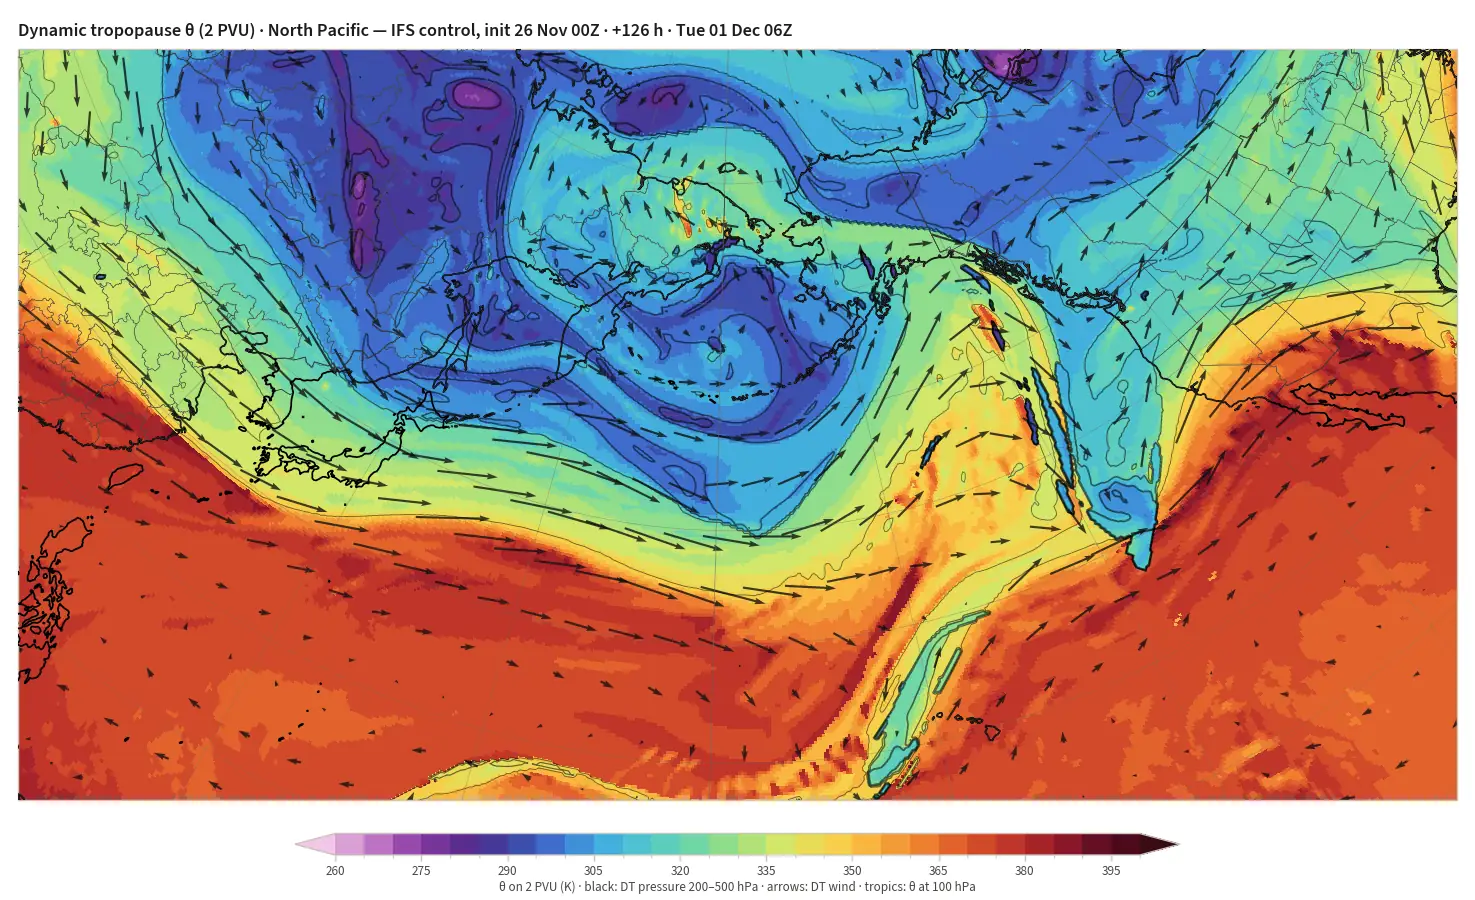 Dynamic tropopause θ (2 PVU) · North Pacific — IFS control, init 26 Nov 00Z · +126 h · Tue 01 Dec 06Z
260 275 290 305 320 335 350 365 380 395
θ on 2 PVU (K) · black: DT pressure 200–500 hPa · arrows: DT wind · tropics: θ at 100 hPa